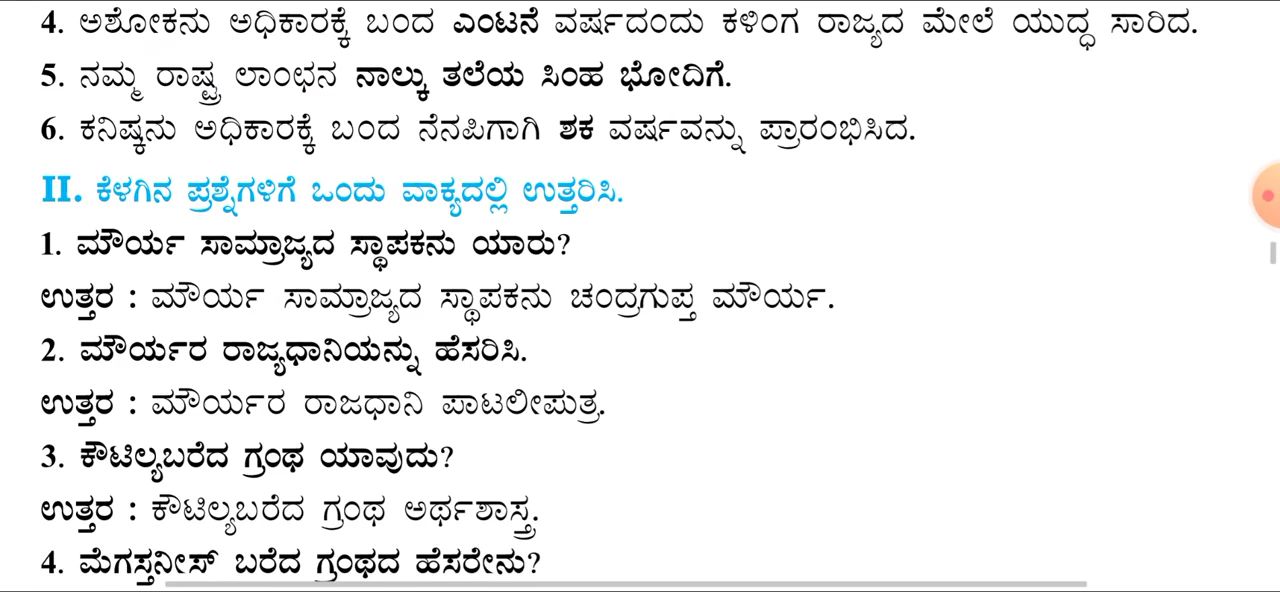 4. ಅಶೋಕನು ಅಧಿಕಾರಕ್ಕೆ ಬಂದ ಎಂಟನೆ ವರ್ಷದಂದು ಕಳಿಂಗ ರಾಜ್ಯದ ಮೇಲೆ ಯುದ್ಧ ಸಾರಿದ.
5. ನಮ್ಮ ರಾಷ್ಟ್ರ ಲಾಂಛನ ನಾಲ್ಕು ತಲೆಯ ಸಿಂಹ ಭೋದಿಗೆ.
6. ಕನಿಷ್ಕನು ಅಧಿಕಾರಕ್ಕೆ ಬಂದ ನೆನಪಿಗಾಗಿ ಶಕ ವರ್ಷವನ್ನು ಪ್ರಾರಂಭಿಸಿದ.
II. ಕೆಳಗಿನ ಪ್ರಶ್ನೆಗಳಿಗೆ ಒಂದು ವಾಕ್ಯದಲ್ಲಿ ಉತ್ತರಿಸಿ.
1. ಮೌರ್ಯ ಸಾಮ್ರಾಜ್ಯದ ಸ್ಥಾಪಕನು ಯಾರು?
ಉತ್ತರ : ಮೌರ್ಯ ಸಾಮ್ರಾಜ್ಯದ ಸ್ಥಾಪಕನು ಚಂದ್ರಗುಪ್ತ ಮೌರ್ಯ.
2. ಮೌರ್ಯರ ರಾಜ್ಯಧಾನಿಯನ್ನು ಹೆಸರಿಸಿ.
ಉತ್ತರ : ಮೌರ್ಯರ ರಾಜಧಾನಿ ಪಾಟಲೀಪುತ್ರ.
3. ಕೌಟಿಲ್ಯಬರೆದ ಗ್ರಂಥ ಯಾವುದು?
ಉತ್ತರ : ಕೌಟಿಲ್ಯಬರೆದ ಗ್ರಂಥ ಅರ್ಥಶಾಸ್ತ್ರ.
4. ಮೆಗಸ್ತನೀಸ್ ಬರೆದ ಗ್ರಂಥದ ಹೆಸರೇನು?